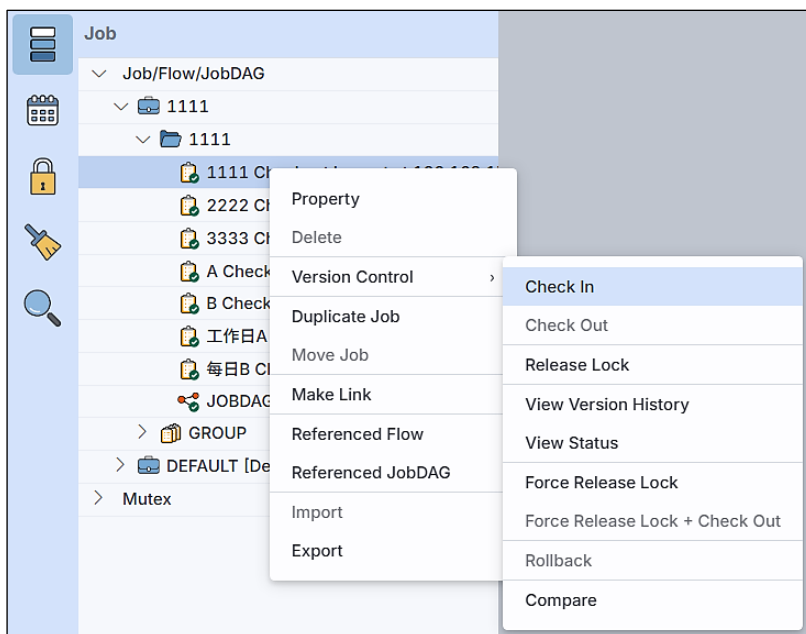 Job
Job/Flow/JobDAG
1111
1111
1111
2222
3333
A Check
B Check
工作日A
每日B
JOBDAG
GROUP
DEFAULT
Mutex
Property
Delete
Version Control
Duplicate Job
Move Job
Make Link
Referenced Flow
Referenced JobDAG
Import
Export
Check In
Check Out
Release Lock
View Version History
View Status
Force Release Lock
Force Release Lock + Check Out
Rollback
Compare